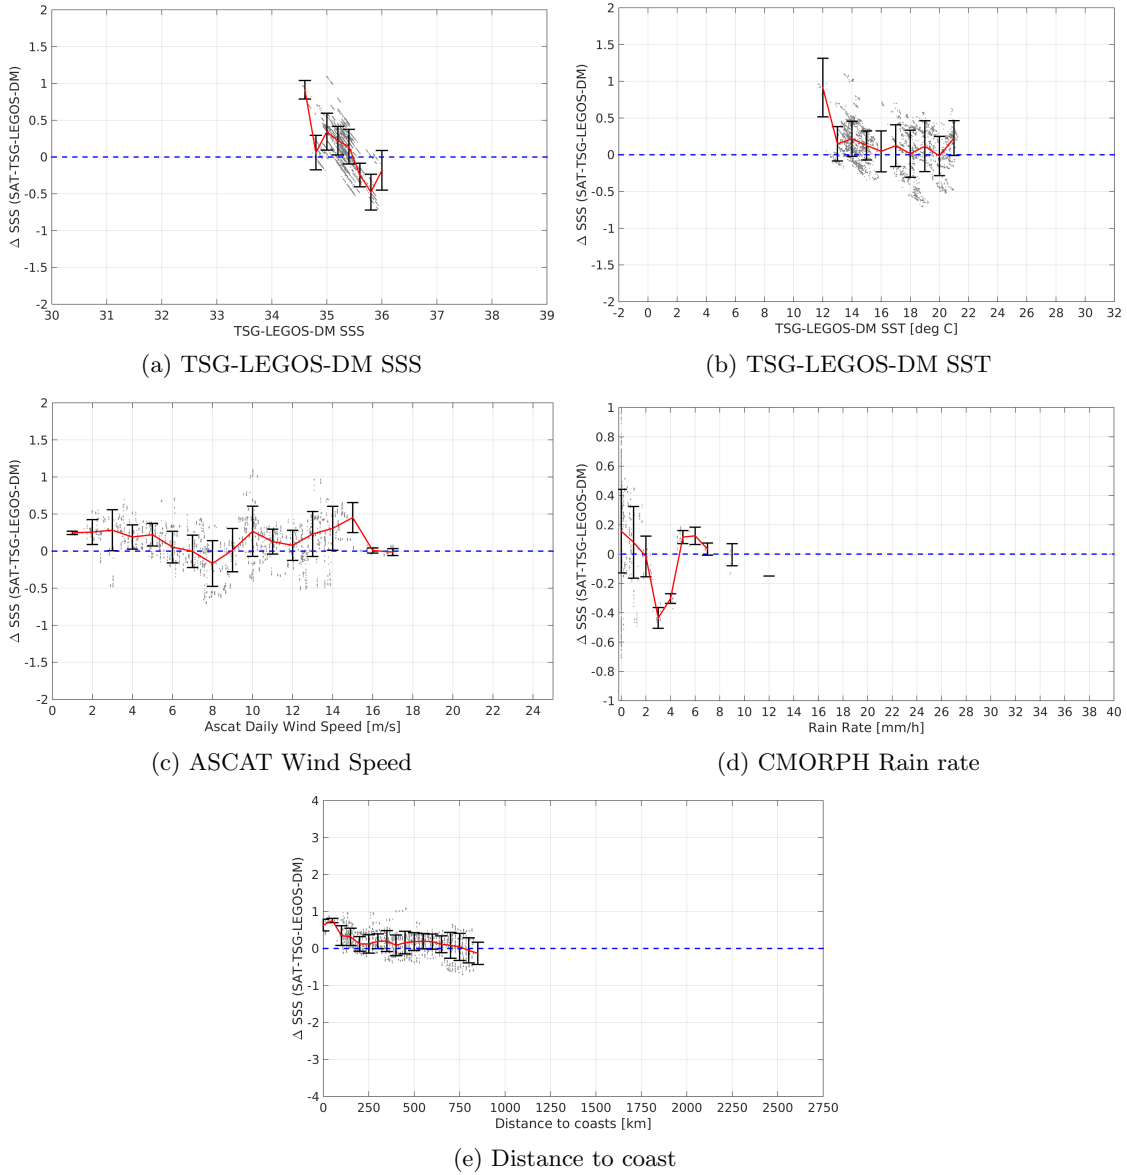 2
1.5
1
0.5
0
-0.5
-1
-1.5
-2
Δ SSS (SAT-TSG-LEGOS-DM)
30 31 32 33 34 35 36 37 38 39
TSG-LEGOS-DM SSS
(a) TSG-LEGOS-DM SSS
2
1.5
1
0.5
0
-0.5
-1
-1.5
-2
Δ SSS (SAT-TSG-LEGOS-DM)
-2 0 2 4 6 8 10 12 14 16 18 20 22 24 26 28 30 32
TSG-LEGOS-DM SST [deg C]
(b) TSG-LEGOS-DM SST
2
1.5
1
0.5
0
-0.5
-1
-1.5
-2
Δ SSS (SAT-TSG-LEGOS-DM)
0 2 4 6 8 10 12 14 16 18 20 22 24
Ascat Daily Wind Speed [m/s]
(c) ASCAT Wind Speed
1
0.8
0.6
0.4
0.2
0
-0.2
-0.4
-0.6
-0.8
-1
Δ SSS (SAT-TSG-LEGOS-DM)
0 2 4 6 8 10 12 14 16 18 20 22 24 26 28 30 32 34 36 38 40
Rain Rate [mm/h]
(d) CMORPH Rain rate
4
3
2
1
0
-1
-2
-3
-4
Δ SSS (SAT-TSG-LEGOS-DM)
0 250 500 750 1000 1250 1500 1750 2000 2250 2500 2750
Distance to coasts [km]
(e) Distance to coast